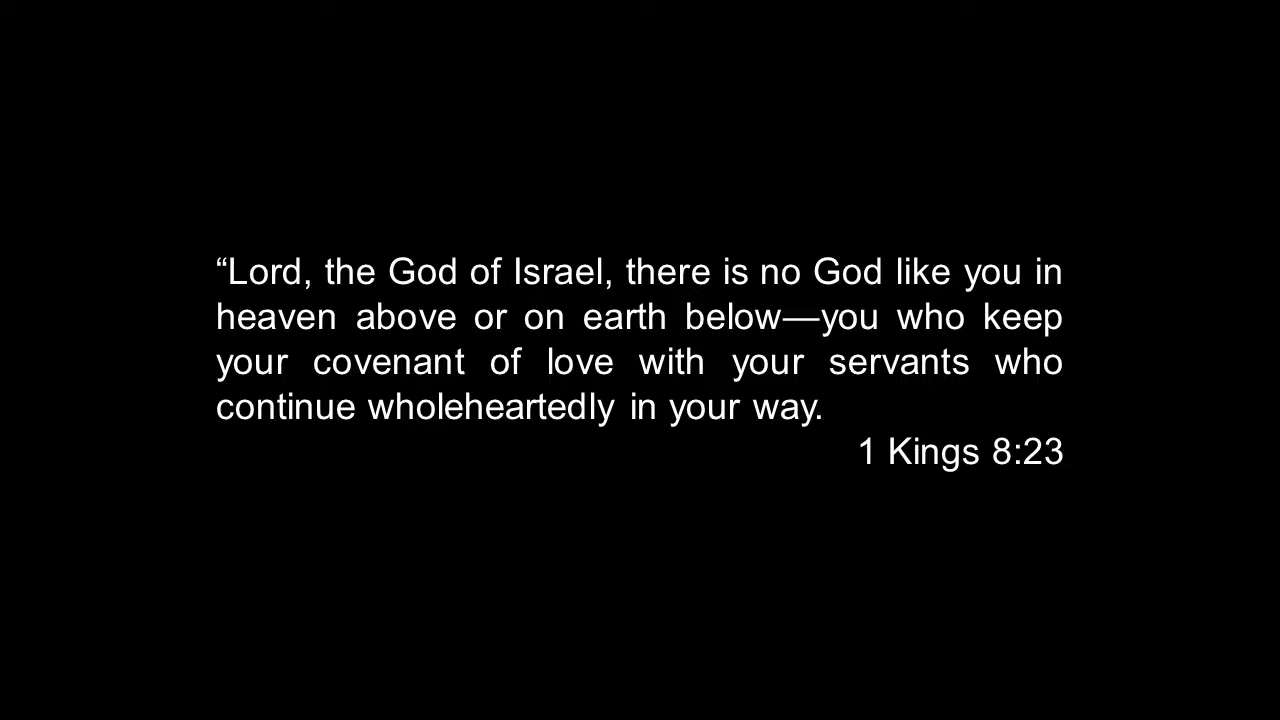 “Lord, the God of Israel, there is no God like you in
heaven above or on earth below—you who keep
your covenant of love with your servants who
continue wholeheartedly in your way.
1 Kings 8:23